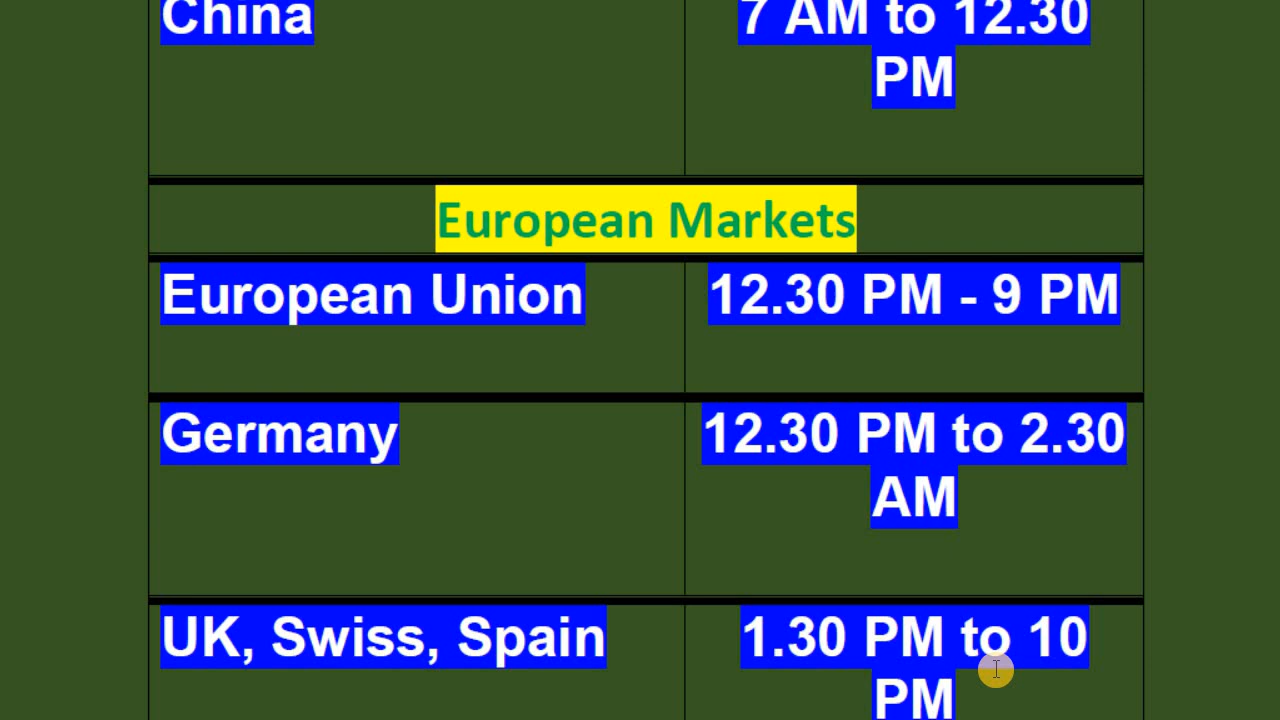 China
7 AM to 12.30
PM
European Markets
European Union
12.30 PM - 9 PM
Germany
12.30 PM to 2.30
AM
UK, Swiss, Spain
1.30 PM to 10
PM